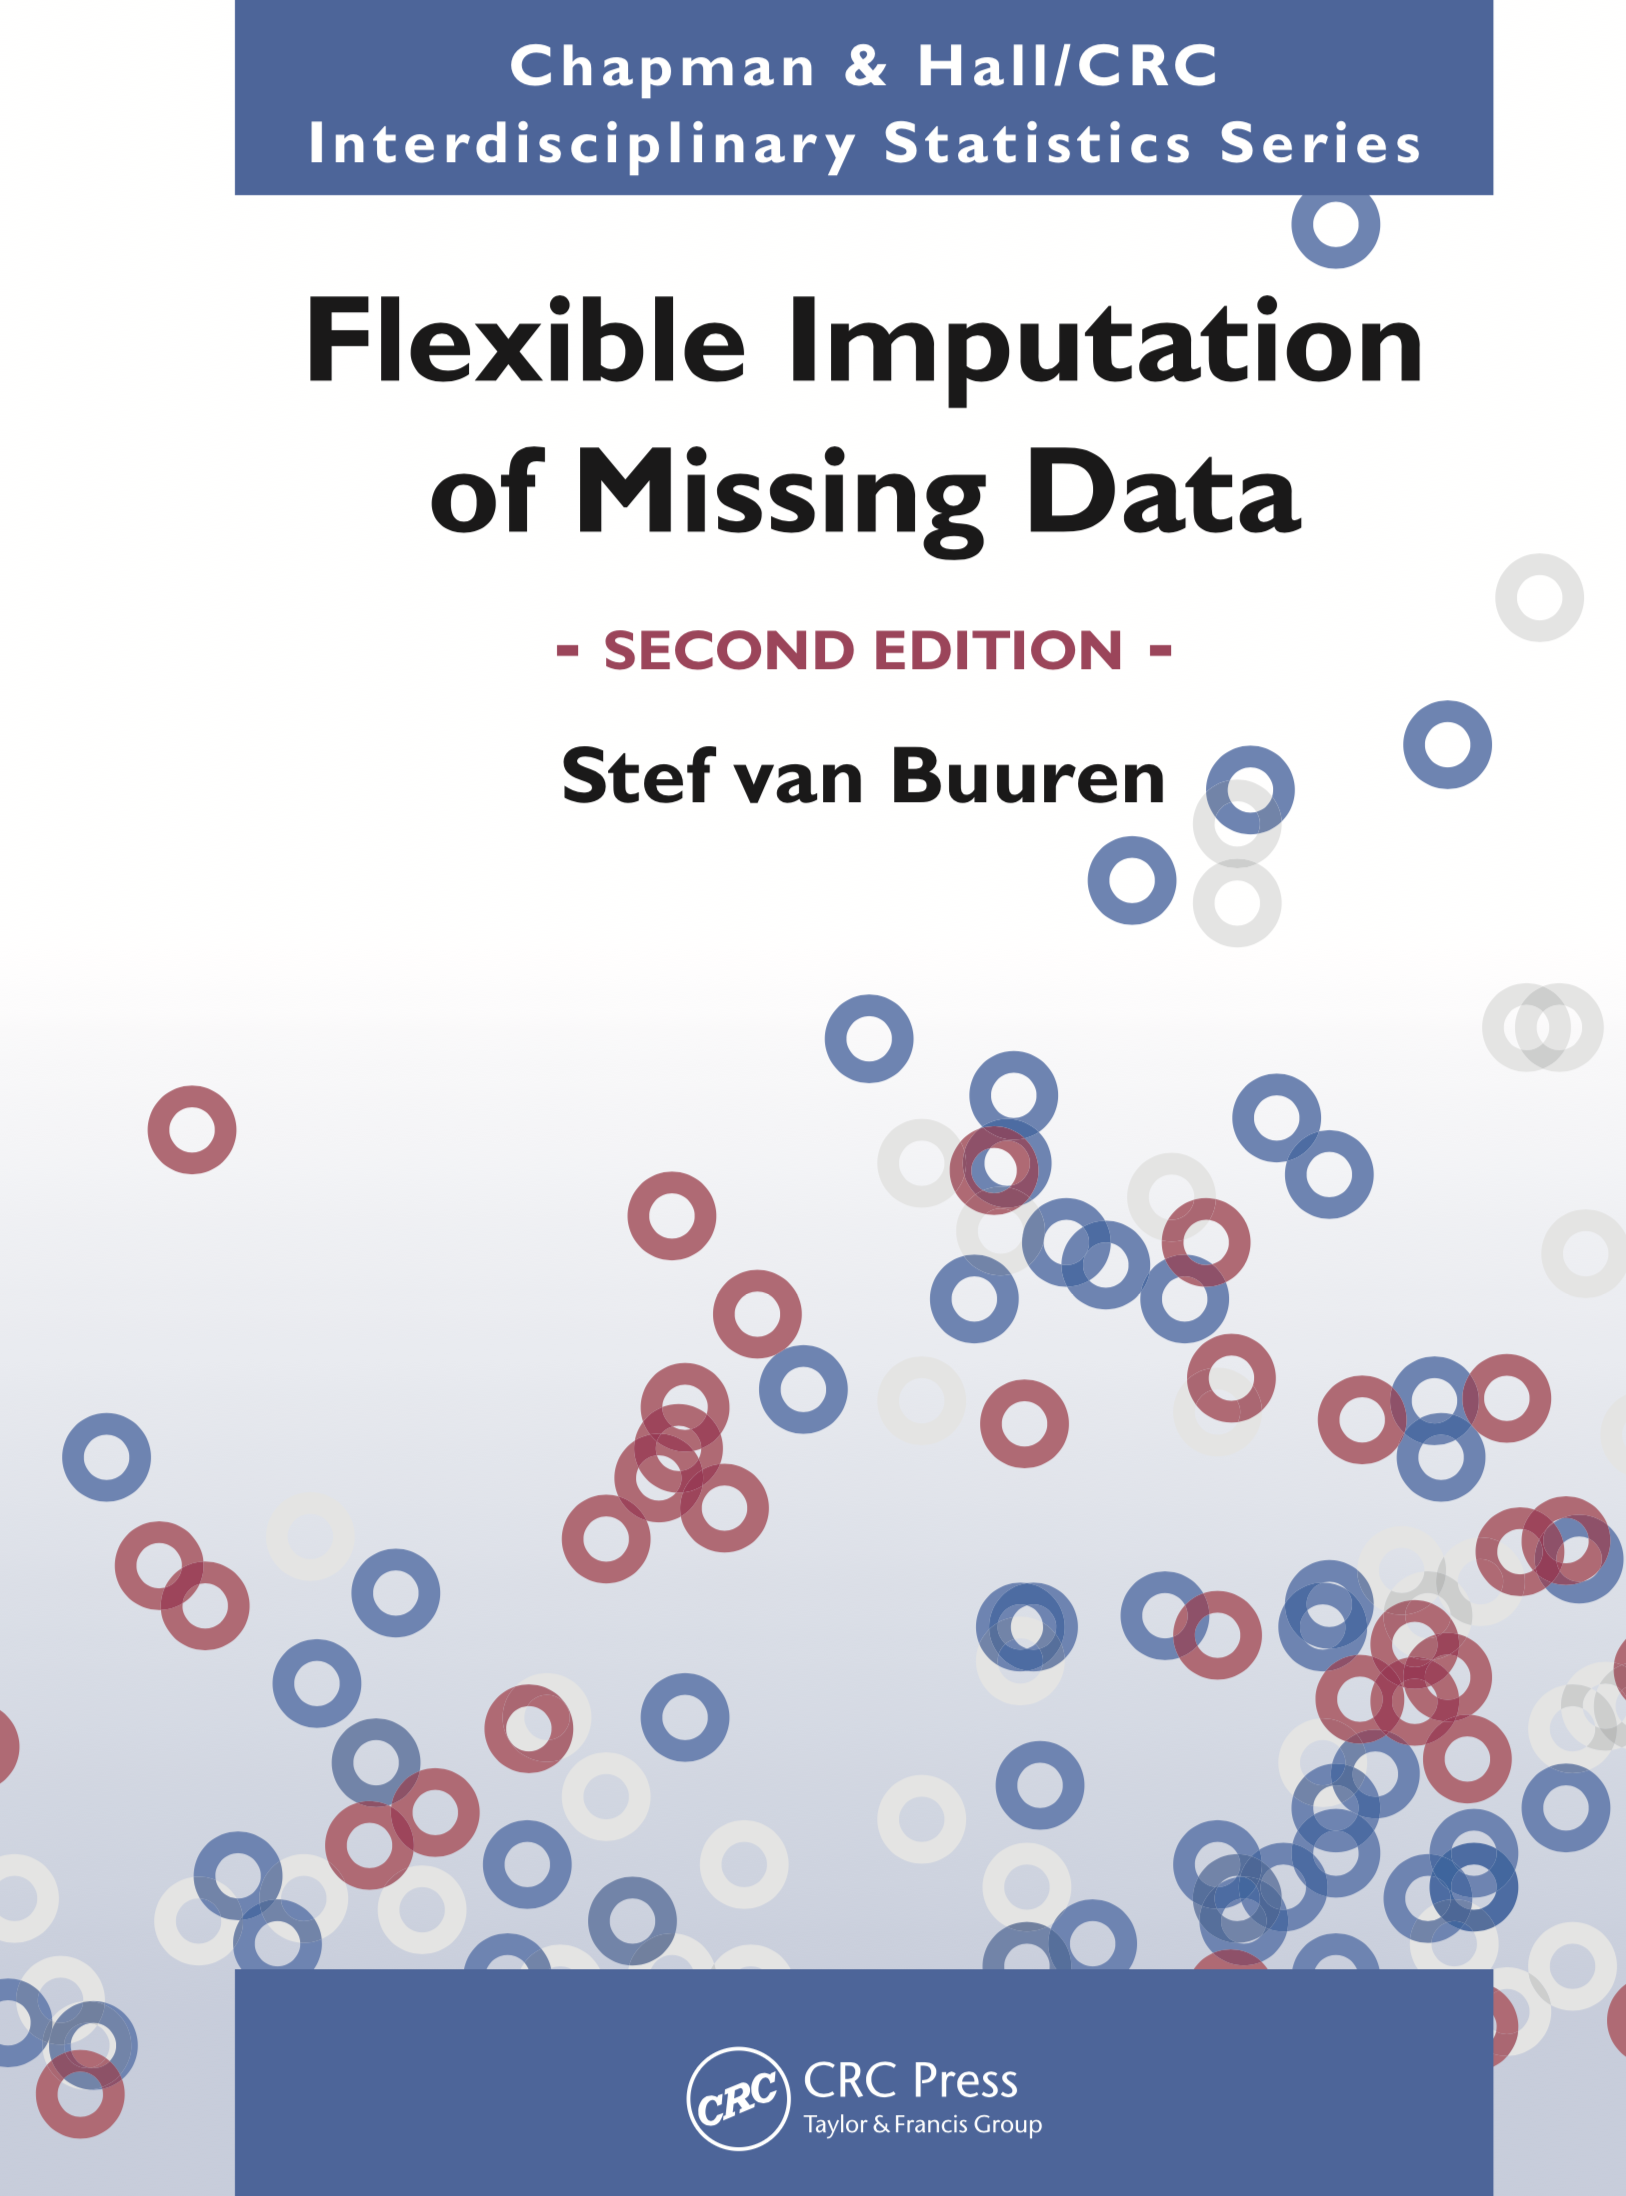 Chapman & Hall/CRC
Interdisciplinary Statistics Series
Flexible Imputation
of Missing Data
- SECOND EDITION -
Stef van Buuren
CRC
CRC Press
Taylor & Francis Group